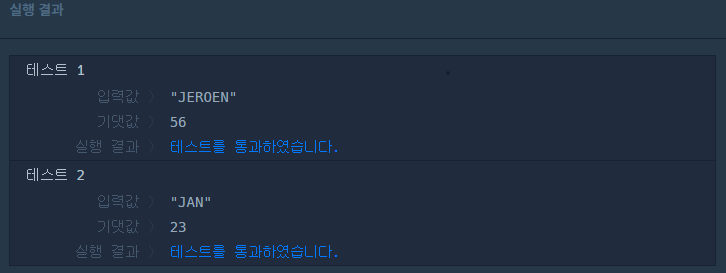 실행 결과
테스트 1
입력값 〉 "JEROEN"
기댓값 〉 56
실행 결과 〉 테스트를 통과하였습니다.
테스트 2
입력값 〉 "JAN"
기댓값 〉 23
실행 결과 〉 테스트를 통과하였습니다.